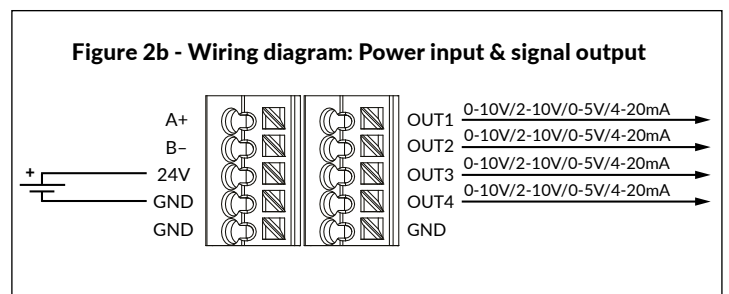 Figure 2b - Wiring diagram: Power input & signal output
A+
B–
+
24V
GND
GND
OUT1 0-10V/2-10V/0-5V/4-20mA
OUT2 0-10V/2-10V/0-5V/4-20mA
OUT3 0-10V/2-10V/0-5V/4-20mA
OUT4 0-10V/2-10V/0-5V/4-20mA
GND